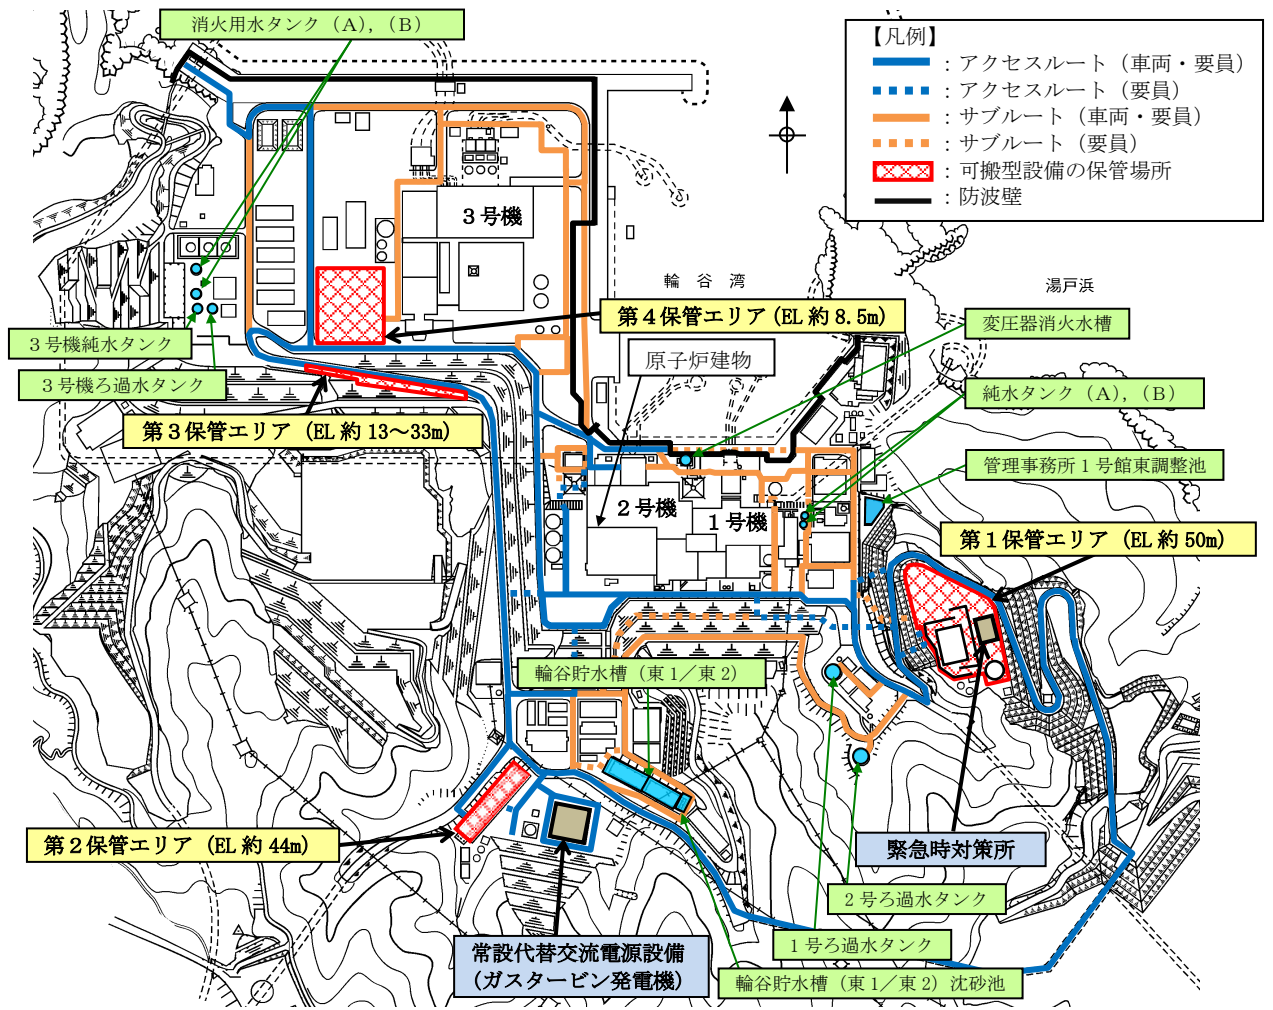 消火用水タンク（A），（B）
【凡例】
：アクセスルート（車両・要員）
：アクセスルート（要員）
：サブルート（車両・要員）
：サブルート（要員）
：可搬型設備の保管場所
：防波壁
３号機
輪谷湾
湯戸浜
第４保管エリア（EL 約 8.5m）
変圧器消火水槽
３号機純水タンク
原子炉建物
３号機ろ過水タンク
純水タンク（A），（B）
第３保管エリア（EL 約 13～33m）
管理事務所１号館東調整池
２号機
１号機
第１保管エリア（EL 約 50m）
輪谷貯水槽（東１／東２）
第２保管エリア（EL 約 44m）
緊急時対策所
２号ろ過水タンク
常設代替交流電源設備
（ガスタービン発電機）
１号ろ過水タンク
輪谷貯水槽（東１／東２）沈砂池